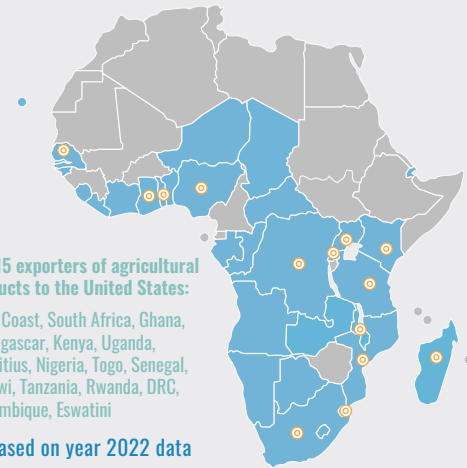 15 exporters of agricultural
ucts to the United States:
Coast, South Africa, Ghana,
gascar, Kenya, Uganda,
itius, Nigeria, Togo, Senegal,
wi, Tanzania, Rwanda, DRC,
mbique, Eswatini
ased on year 2022 data